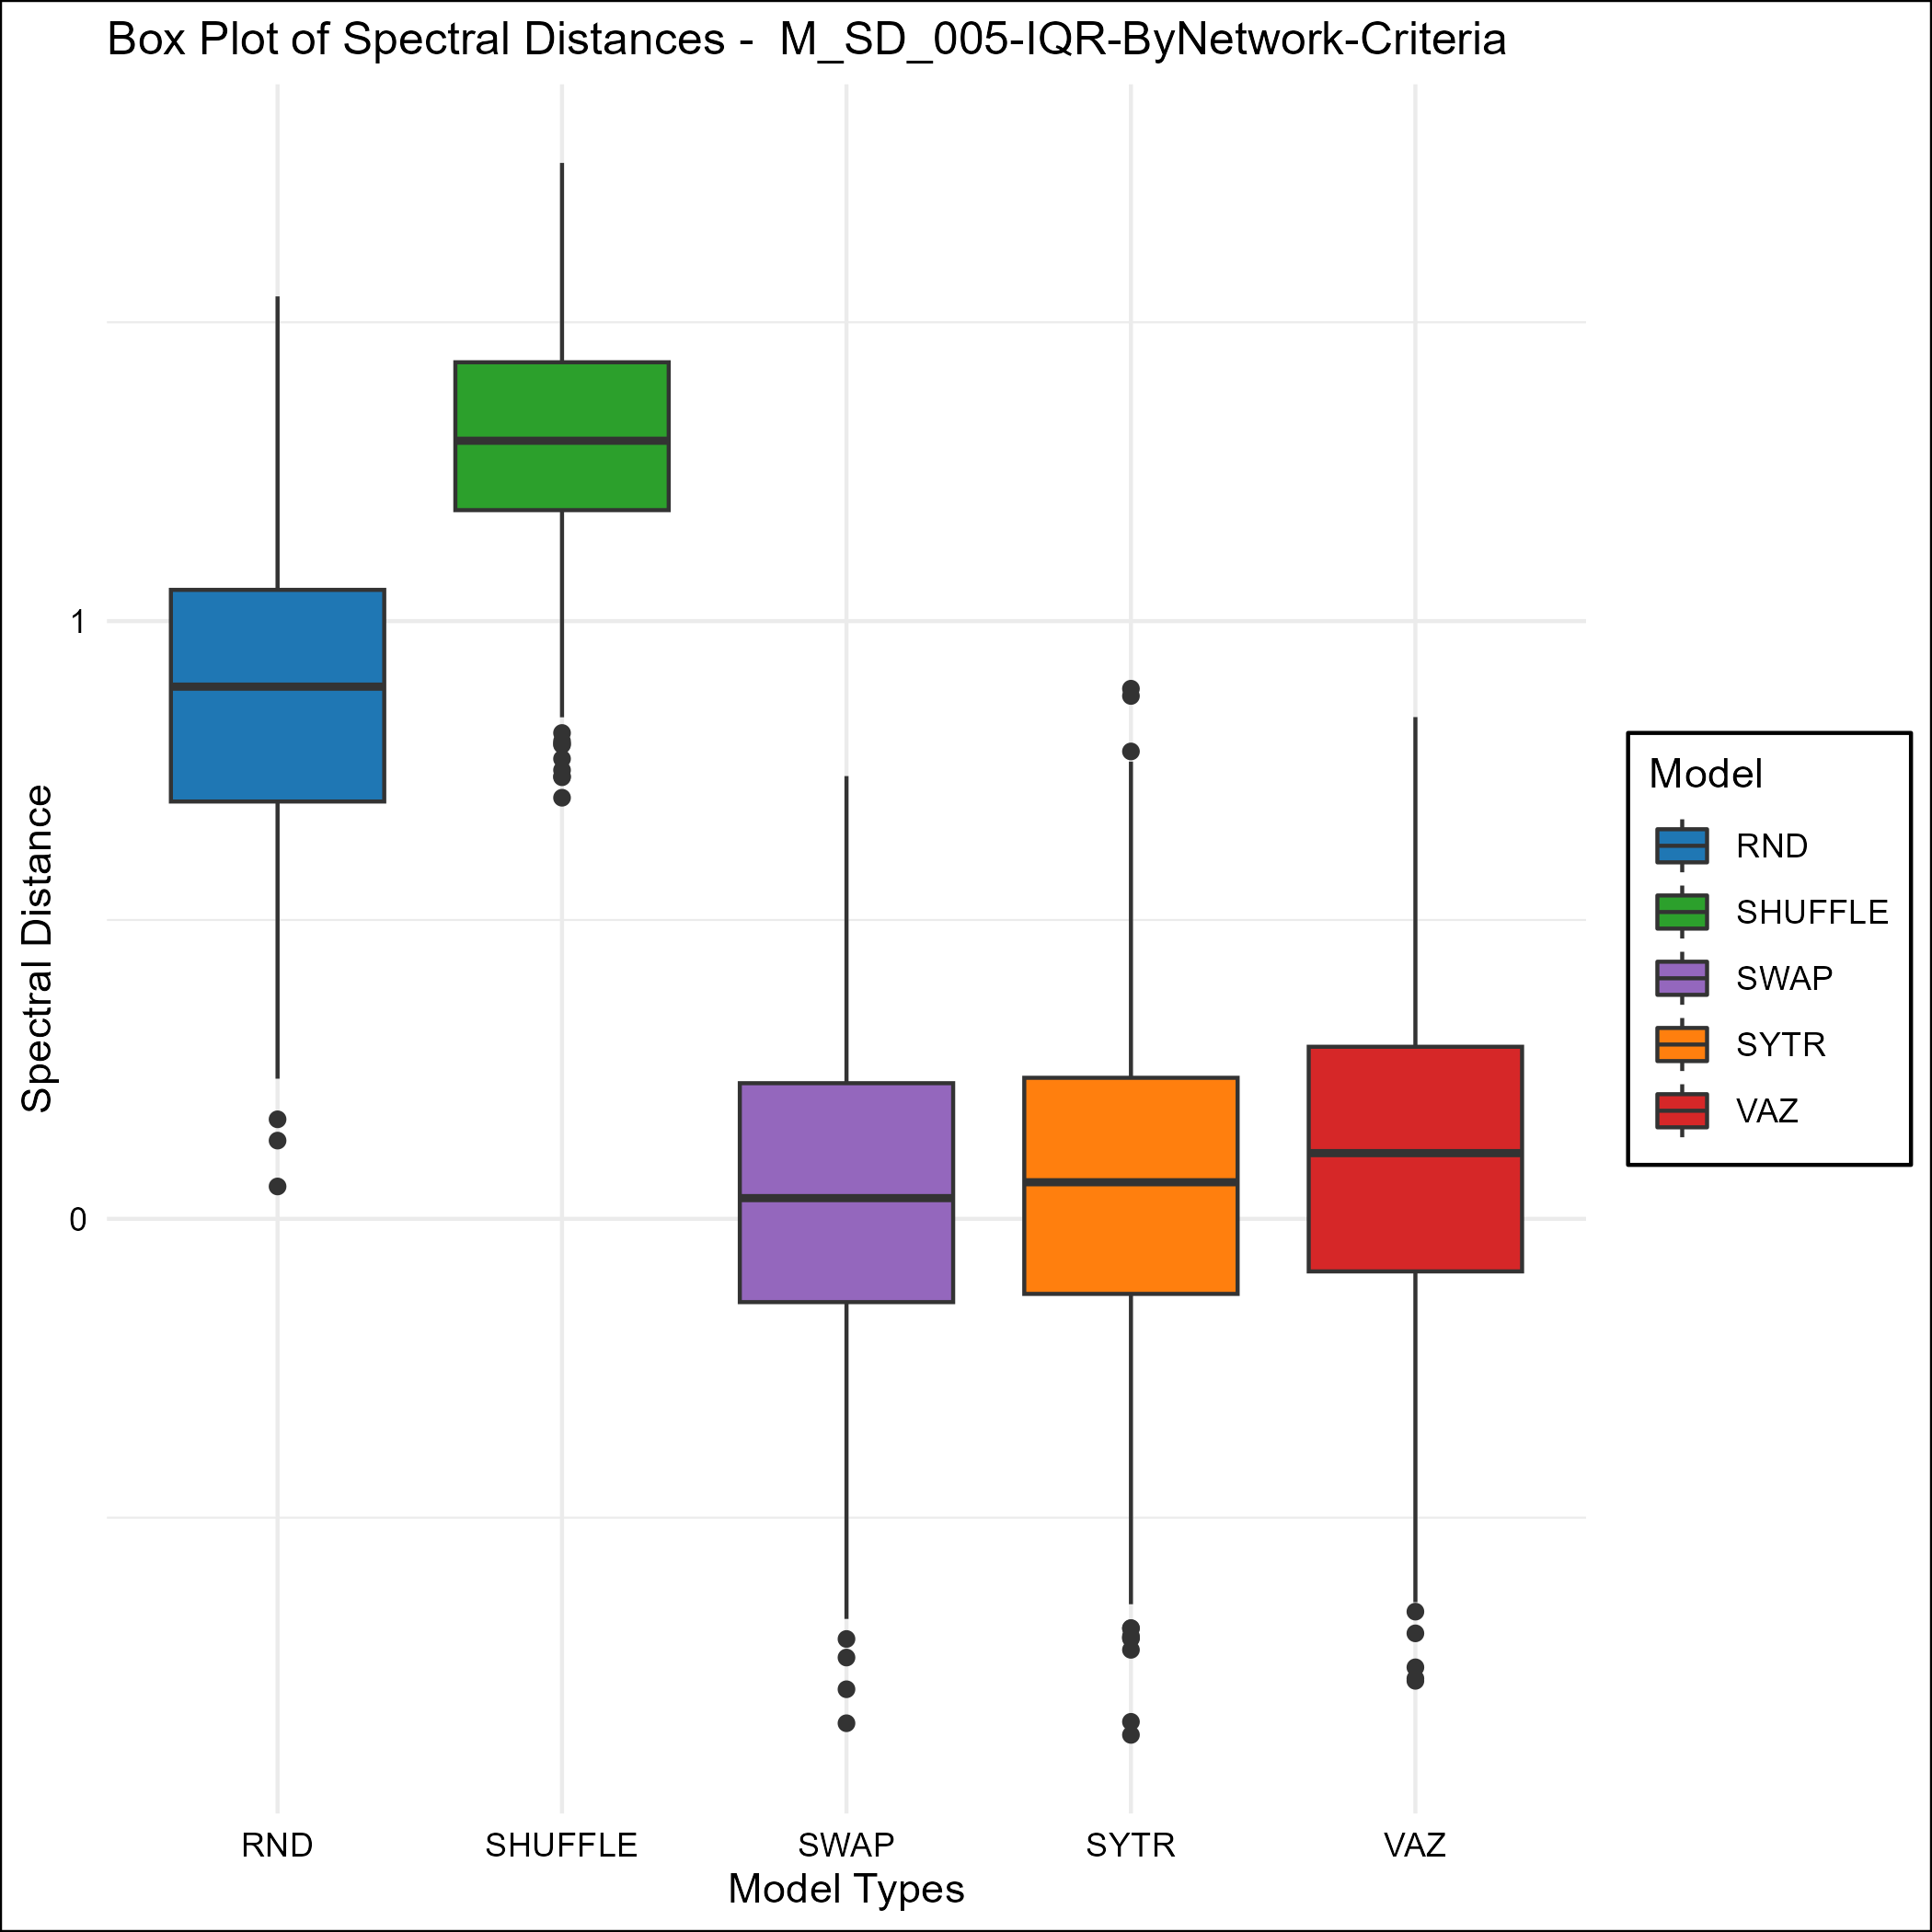 Box Plot of Spectral Distances -  M_SD_005-IQR-ByNetwork-Criteria
Spectral Distance
1
0
RND
SHUFFLE
SWAP
SYTR
VAZ
Model Types
Model
RND
SHUFFLE
SWAP
SYTR
VAZ